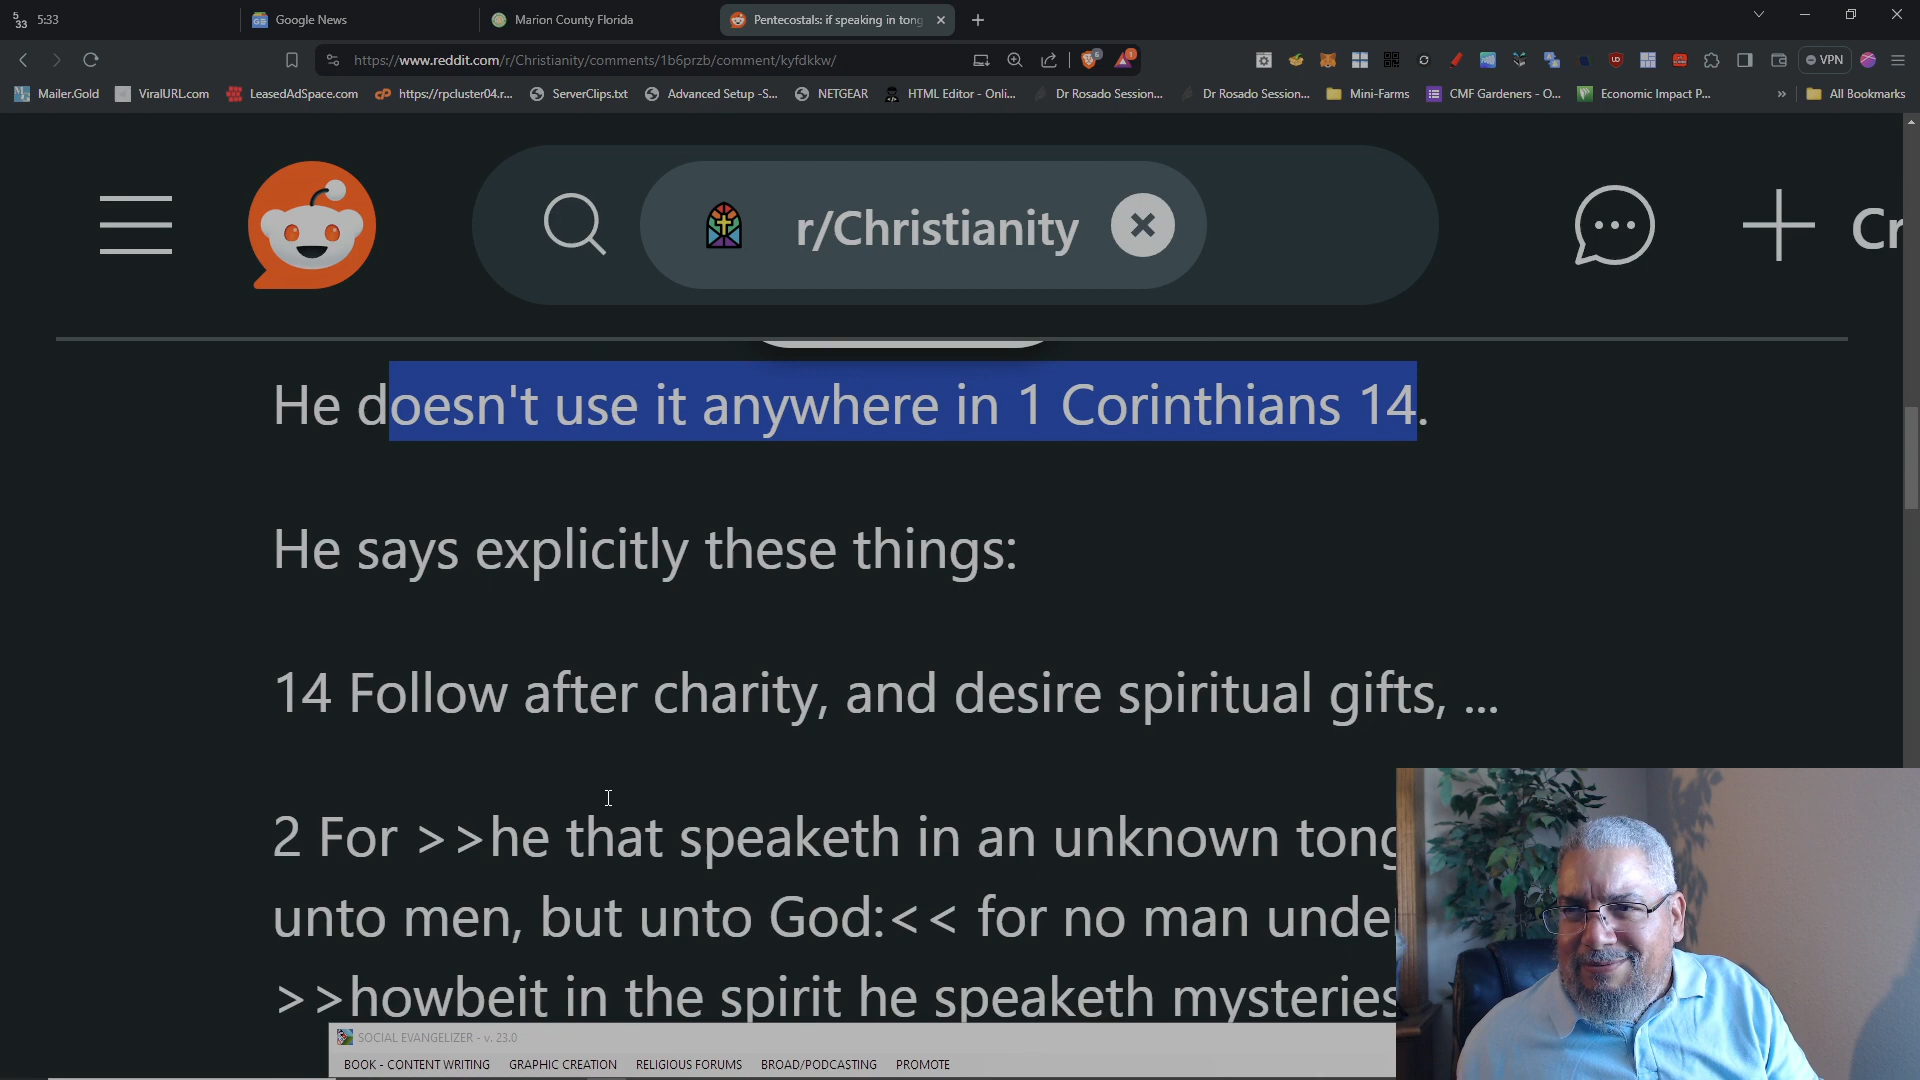 5:33
5
33
Google News
Marion County Florida
Pentecostals: if speaking in tong
https://www.reddit.com/r/Christianity/comments/1b6przb/comment/kyfdkkw/
6
1
VPN
Mailer.Gold
ViralURL.com
LeasedAdSpace.com
https://rpcluster04.r...
ServerClips.txt
Advanced Setup -S...
NETGEAR
HTML Editor - Onli...
Dr Rosado Session...
Dr Rosado Session...
Mini-Farms
CMF Gardeners - O...
Economic Impact P...
»
All Bookmarks
r/Christianity
Cr
He doesn't use it anywhere in 1 Corinthians 14.
He says explicitly these things:
14 Follow after charity, and desire spiritual gifts, ...
2 For >>he that speaketh in an unknown tong
unto men, but unto God:<< for no man unde
>>howbeit in the spirit he speaketh mysteries
SOCIAL EVANGELIZER - v. 23.0
BOOK - CONTENT WRITING
GRAPHIC CREATION
RELIGIOUS FORUMS
BROAD/PODCASTING
PROMOTE